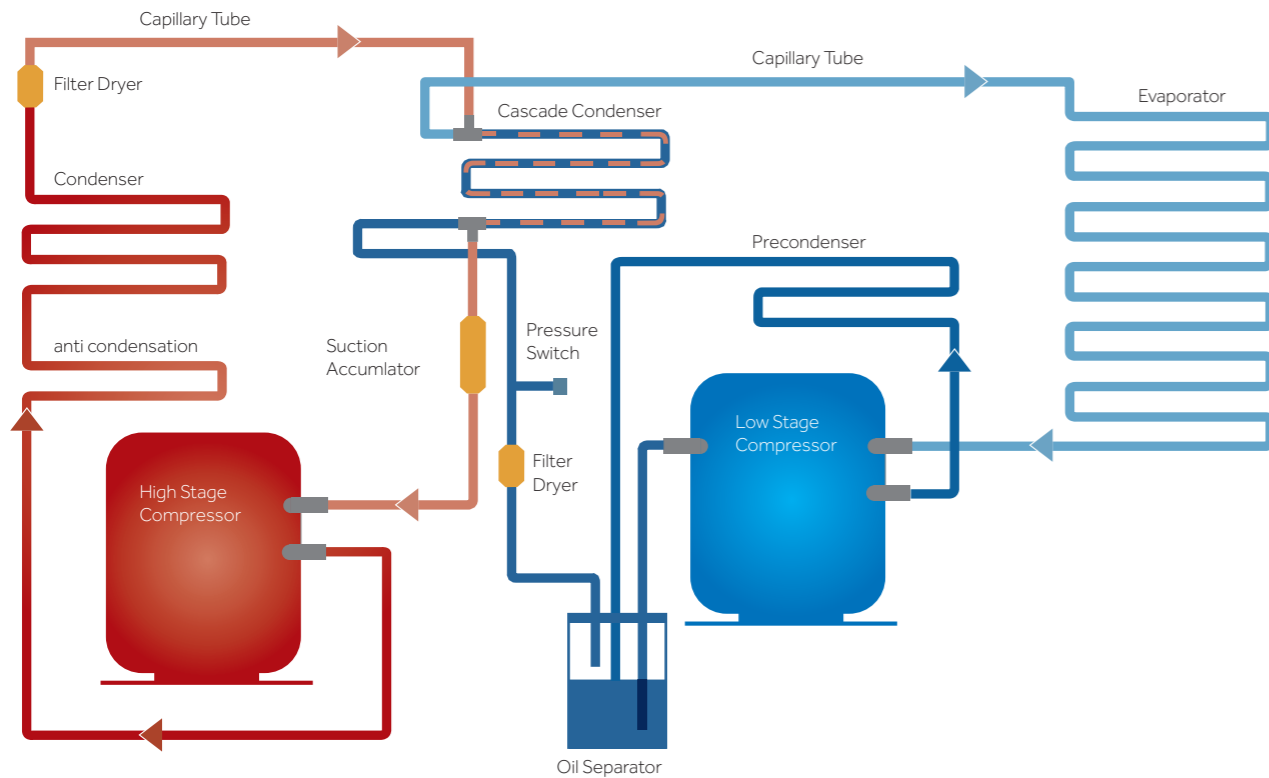 Capillary Tube
Filter Dryer
Capillary Tube
Evaporator
Cascade Condenser
Condenser
Precondenser
anti condensation
Suction
Accumlator
Pressure
Switch
Low Stage
Compressor
Filter
Dryer
High Stage
Compressor
Oil Separator